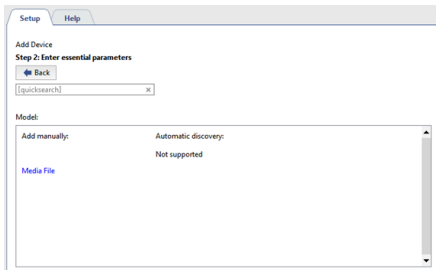 Setup Help
Add Device
Step 2: Enter essential parameters
Back
[quicksearch]
Model:
Add manually: Automatic discovery:
Not supported
Media File